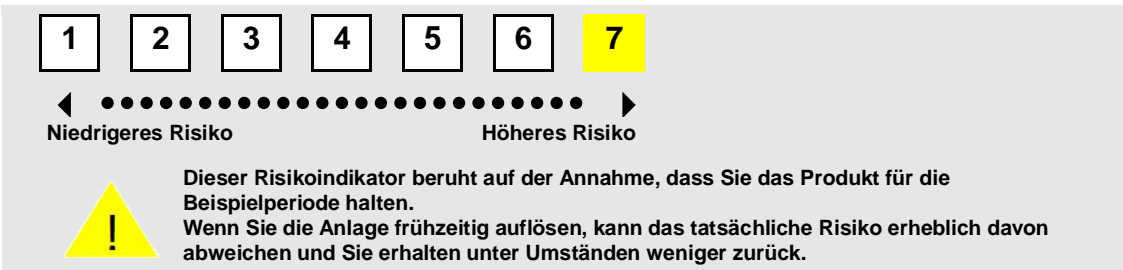 1 2 3 4 5 6 7
Niedrigeres Risiko Höheres Risiko
Dieser Risikoindikator beruht auf der Annahme, dass Sie das Produkt für die
Beispielperiode halten.
Wenn Sie die Anlage frühzeitig auflösen, kann das tatsächliche Risiko erheblich davon
abweichen und Sie erhalten unter Umständen weniger zurück.
!